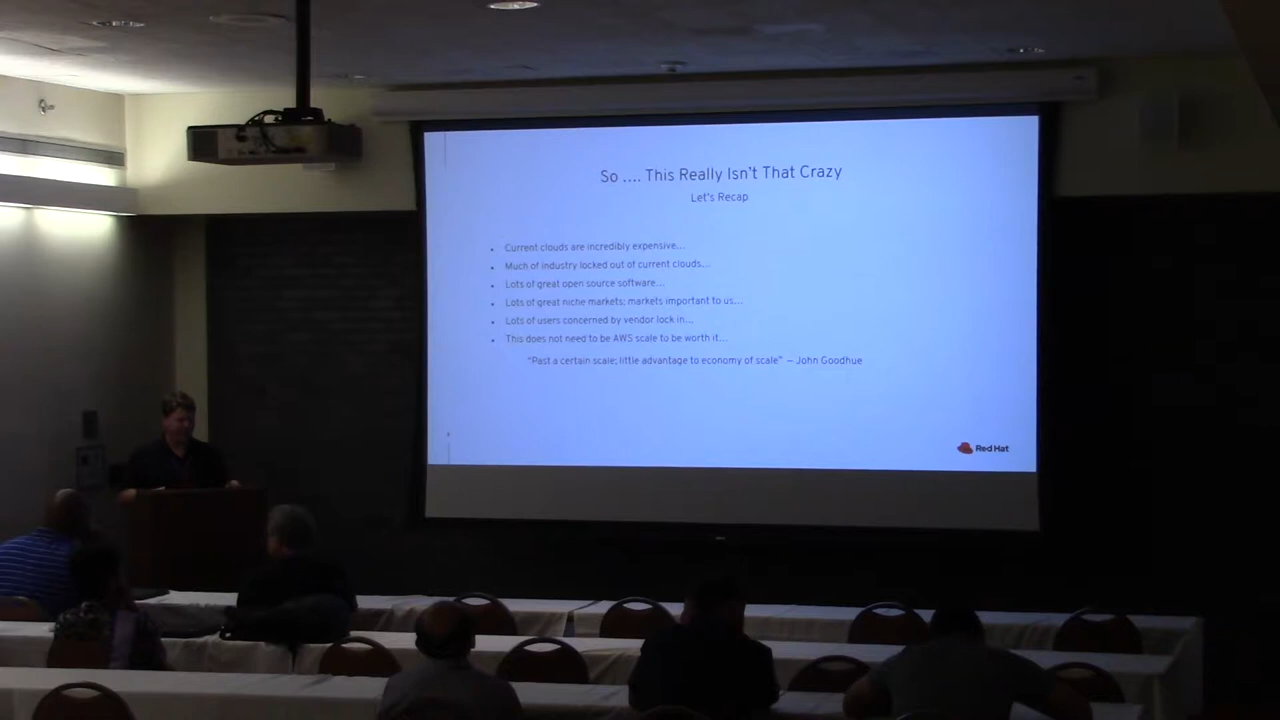 So .... This Really Isn't That Crazy
Let's Recap
Current clouds are incredibly expensive...
Much of industry locked out of current clouds...
Lots of great open source software...
Lots of great niche markets; markets important to us...
Lots of users concerned by vendor lock in...
This does not need to be AWS scale to be worth it...
"Past a certain scale; little advantage to economy of scale" – John Goodhue
Red Hat